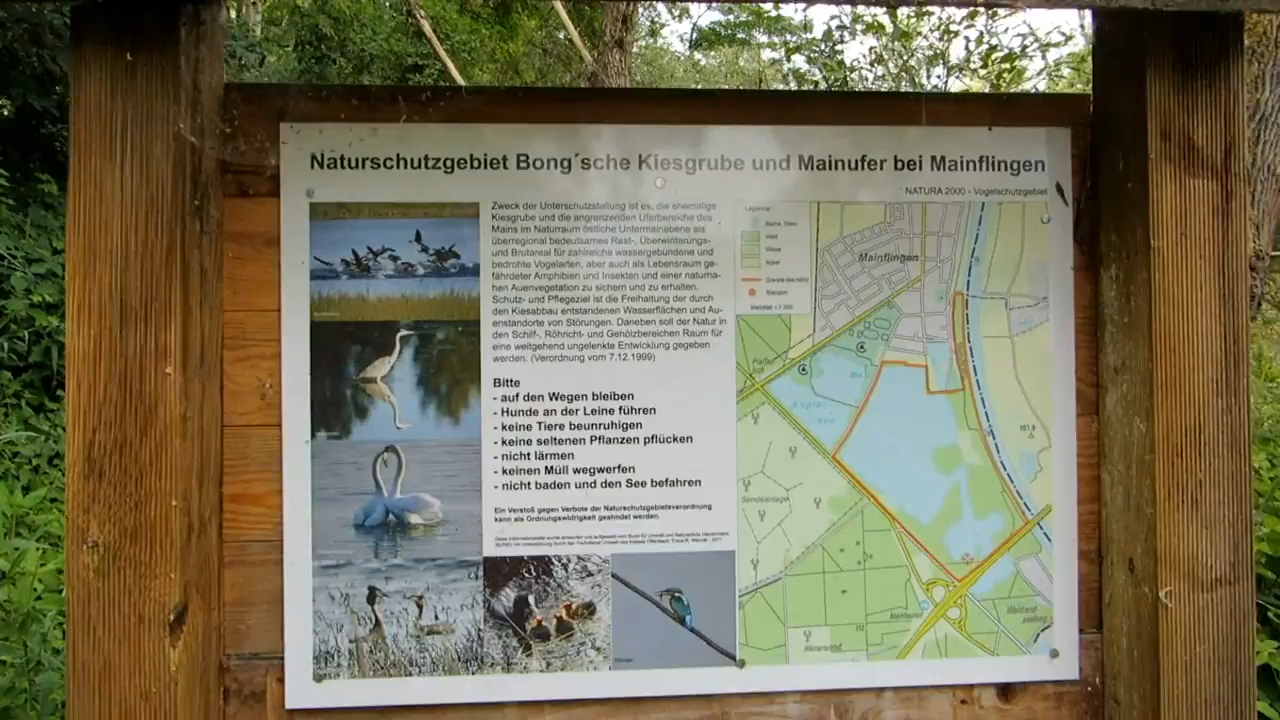 Naturschutzgebiet Bong´sche Kiesgrube und Mainufer bei Mainflingen
NATURA 2000 - Vogelschutzgebiet
Zweck der Unterschutzstellung ist es, die ehemalige
Kiesgrube und die angrenzenden Uferbereiche des
Mains im Naturraum östliche Untermainebene als
überregional bedeutsames Rast-, Überwinterungs-
und Brutareal für zahlreiche wassergebundene und
bedrohte Vogelarten, aber auch als Lebensraum ge-
fährdeter Amphibien und Insekten und einer naturna-
hen Auenvegetation zu sichern und zu erhalten.
Schutz- und Pflegeziel ist die Freihaltung der durch
den Kiesabbau entstandenen Wasserflächen und Au-
enstandorte von Störungen. Daneben soll der Natur in
den Schilf-, Röhricht- und Gehölzbereichen Raum für
eine weitgehend ungelenkte Entwicklung gegeben
werden. (Verordnung vom 7.12.1999)
Bitte
- auf den Wegen bleiben
- Hunde an der Leine führen
- keine Tiere beunruhigen
- keine seltenen Pflanzen pflücken
- nicht lärmen
- keinen Müll wegwerfen
- nicht baden und den See befahren
Ein Verstoß gegen Verbote der Naturschutzgebietsverordnung
kann als Ordnungswidrigkeit geahndet werden.
Legende
Wald
Wiese
Acker
Standort
Mainflingen